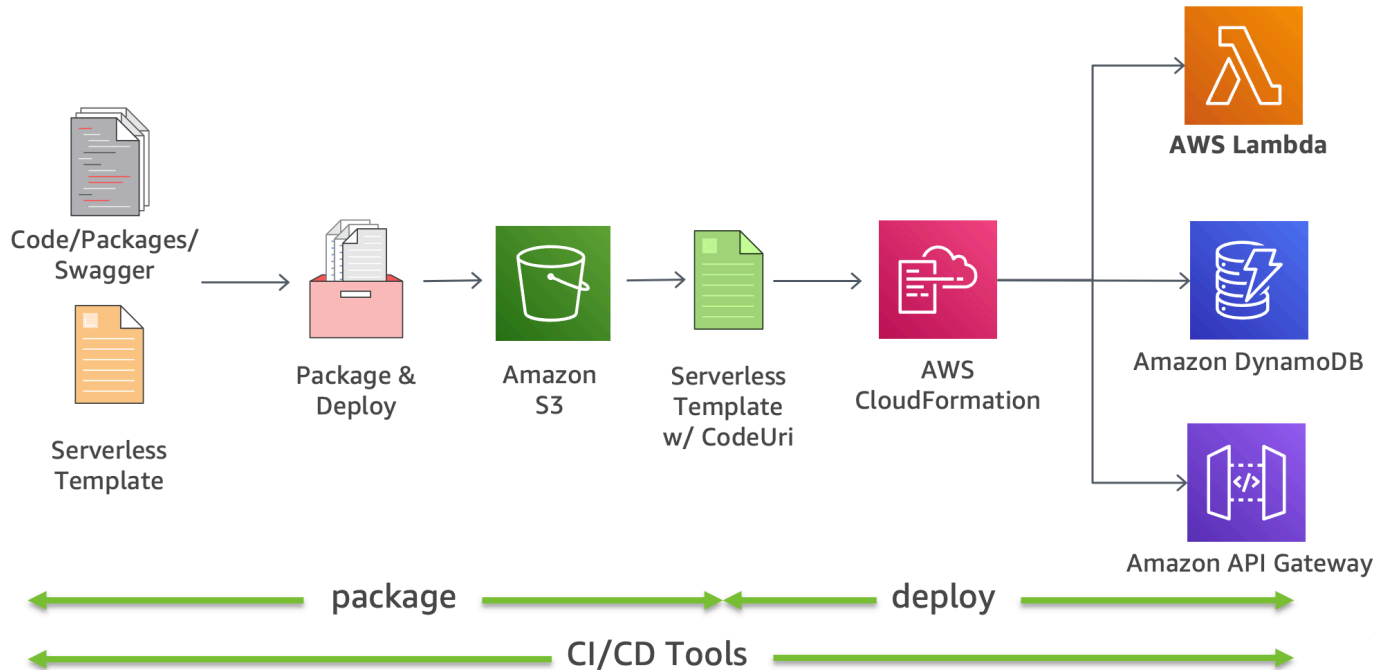 Code/Packages/
Swagger
Serverless
Template
Package &
Deploy
Amazon
S3
Serverless
Template
w/ CodeUri
AWS
CloudFormation
AWS Lambda
Amazon DynamoDB
</>
Amazon API Gateway
package
deploy
CI/CD Tools